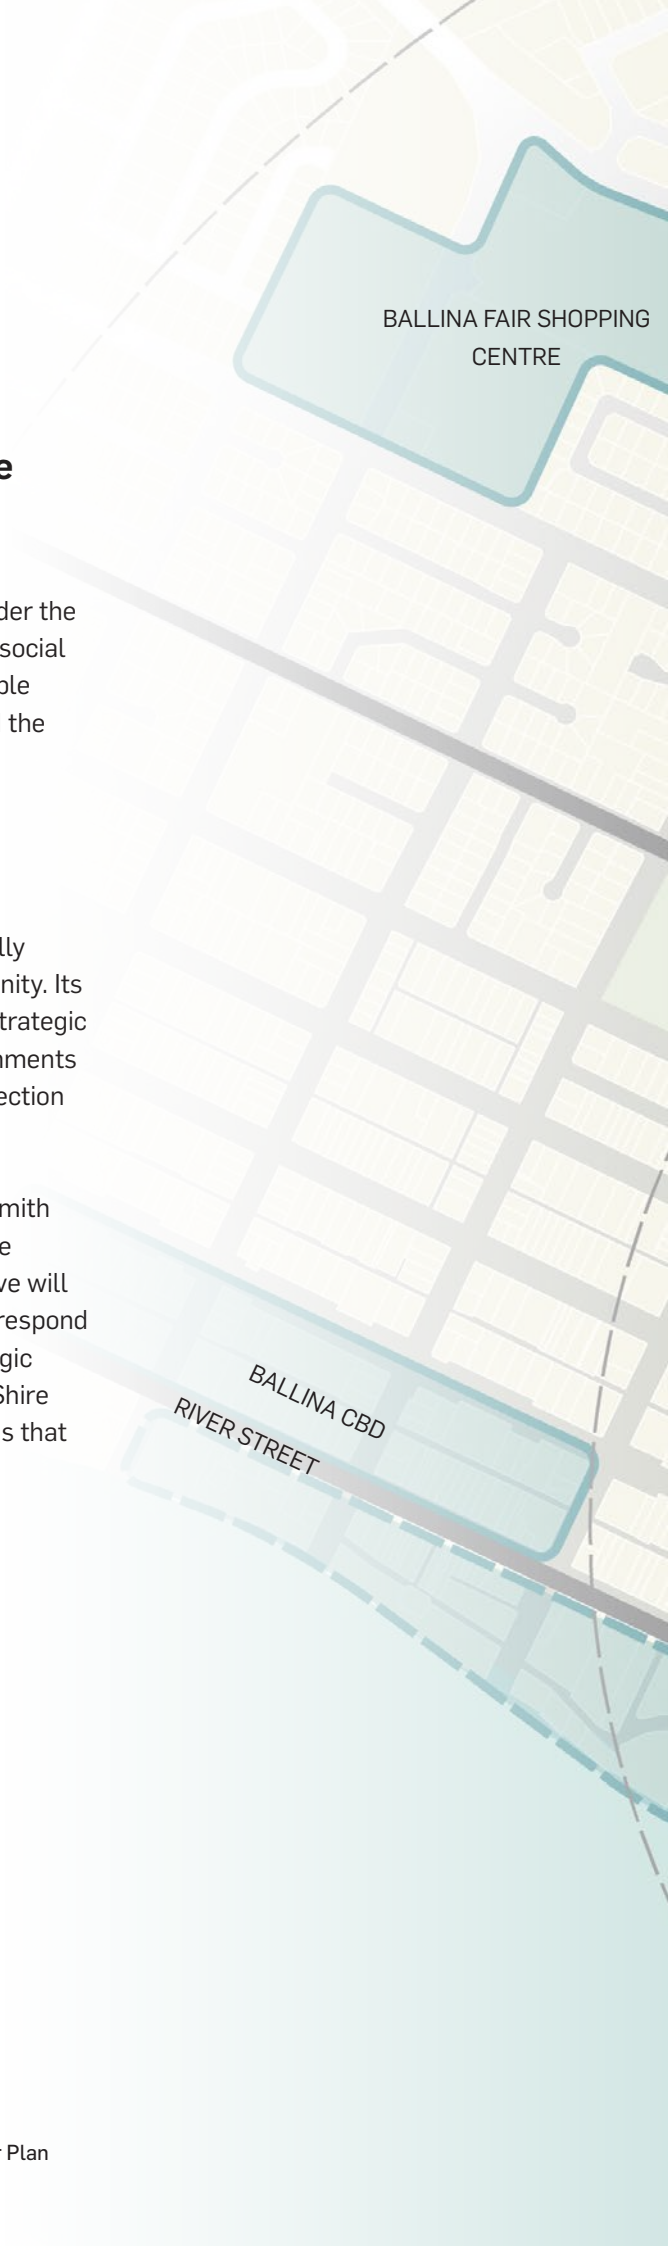 BALLINA FAIR SHOPPING
CENTRE
e
der the
social
ple
the
lly
nity. Its
trategic
nments
ection
mith
e
ve will
respond
gic
Shire
s that
BALLINA CBD
RIVER STREET
r Plan